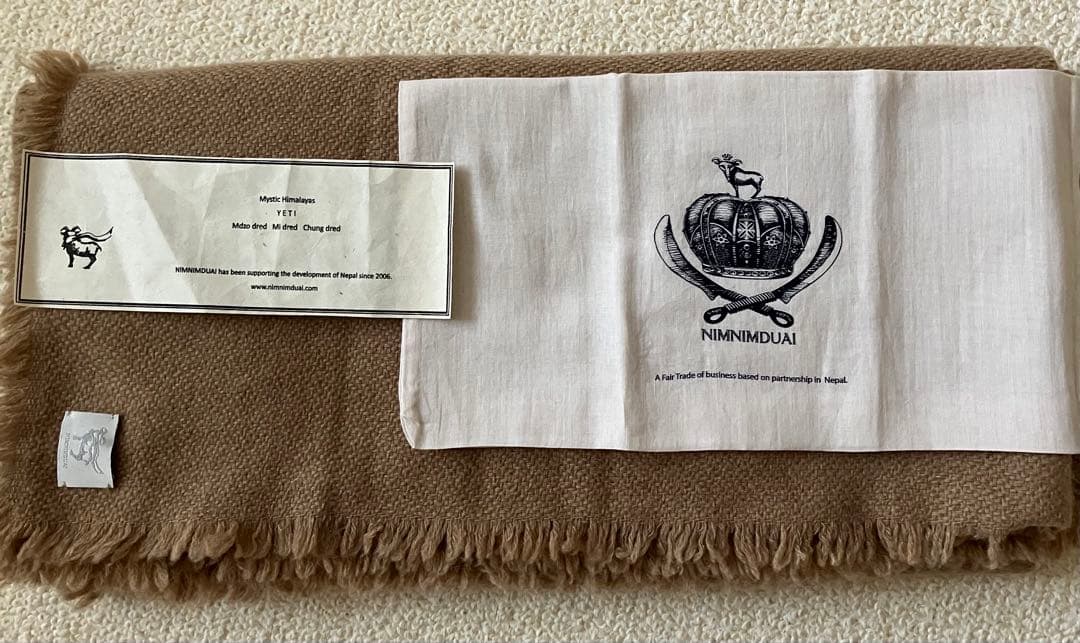 Mystic Himalayas
YETI
Mdzo dred Mi dred Chung dred
NIMNIMDUAI has been supporting the development of Nepal since 2006.
www.nimnimduai.com
NIMNIMDUAI
A Fair Trade of business based on partnership in Nepal.
NIMNIMDUAI